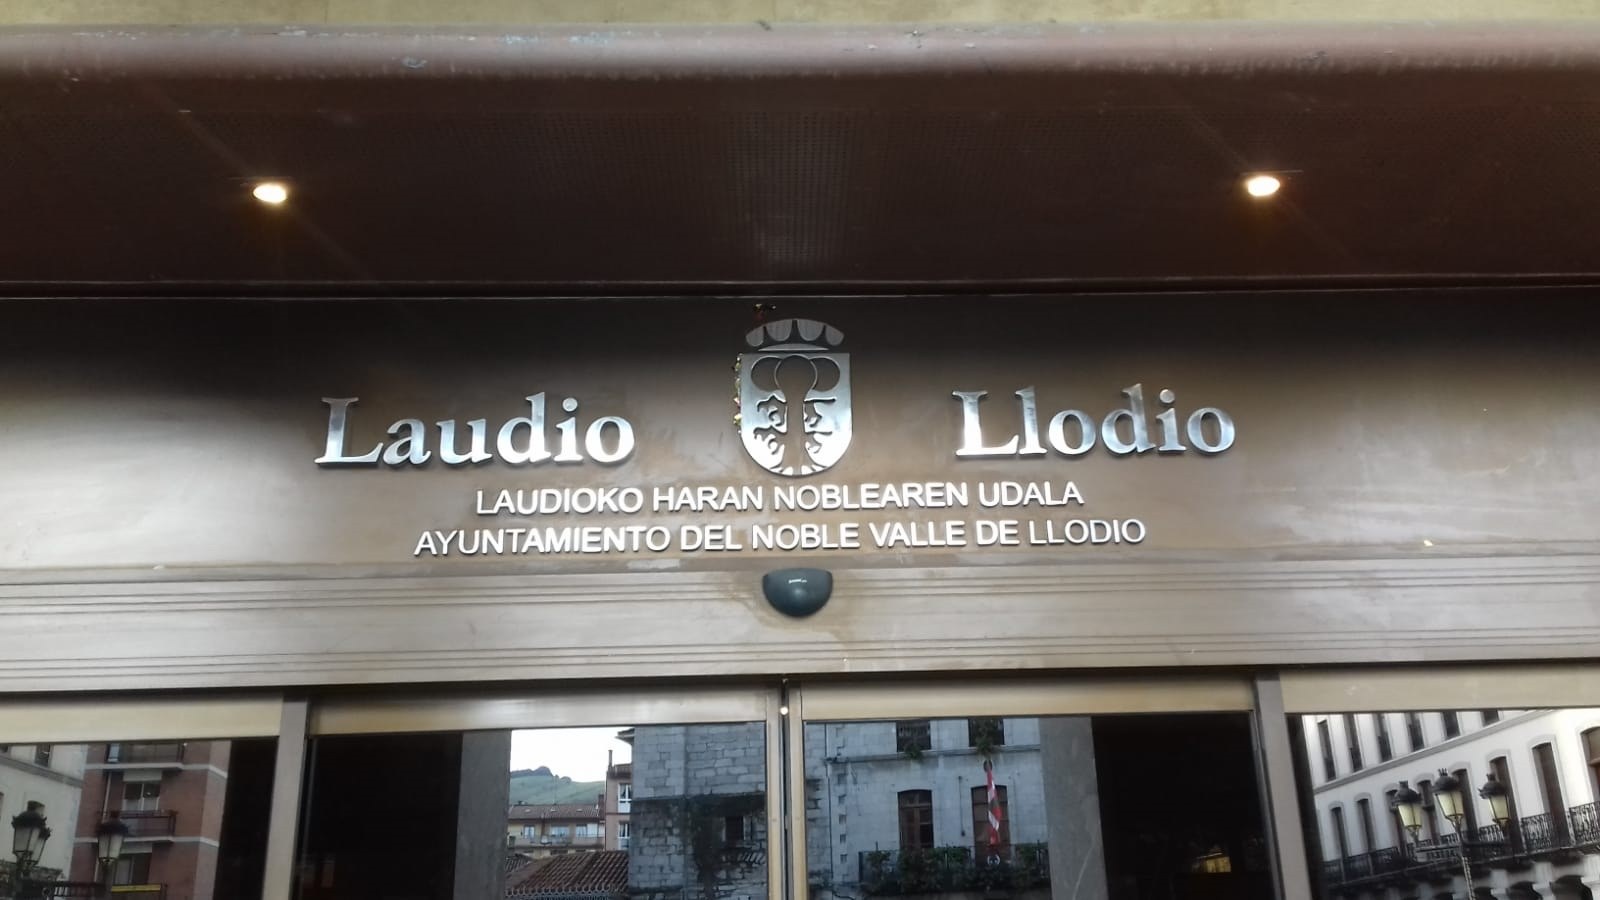 Laudio Llodio
LAUDIOKO HARAN NOBLEAREN UDALA
AYUNTAMIENTO DEL NOBLE VALLE DE LLODIO